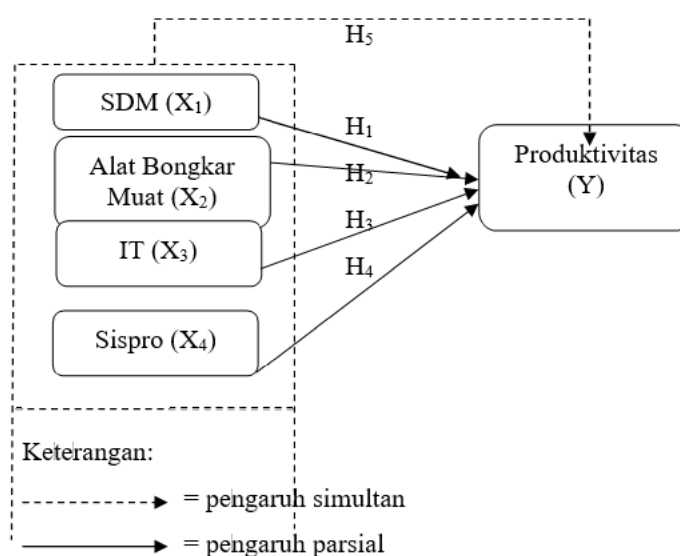 H₅
SDM (X₁)
H₁
Alat Bongkar
Muat (X₂)
H₂
Produktivitas
(Y)
IT (X₃)
H₃
H₄
Sispro (X₄)
Keterangan:
= pengaruh simultan
= pengaruh parsial